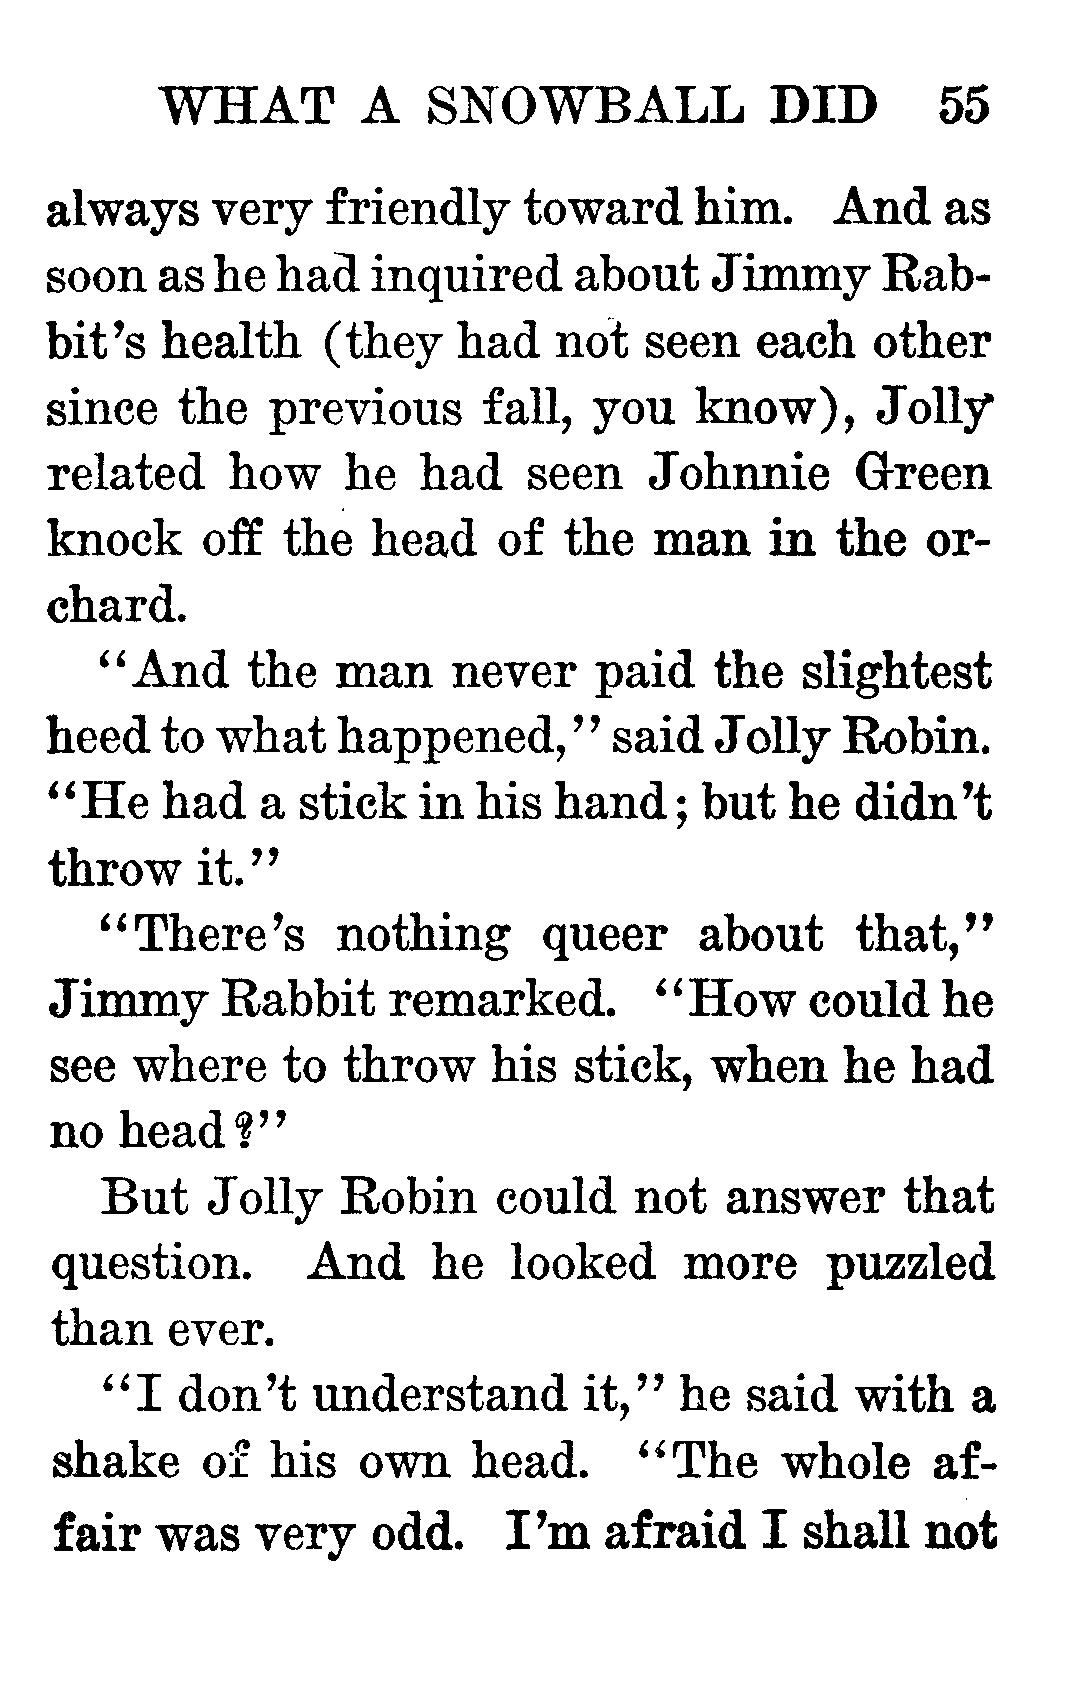 WHAT A SNOWBALL DID 55
always very friendly toward him. And as
soon as he had inquired about Jimmy Rab-
bit's health (they had not seen each other
since the previous fall, you know), Jolly
related how he had seen Johnnie Green
knock off the head of the man in the or-
chard.
"And the man never paid the slightest
heed to what happened," said Jolly Robin.
"He had a stick in his hand; but he didn't
throw it."
"There's nothing queer about that,"
Jimmy Rabbit remarked. "How could he
see where to throw his stick, when he had
no head?"
But Jolly Robin could not answer that
question. And he looked more puzzled
than ever.
"I don't understand it," he said with a
shake of his own head. "The whole af-
fair was very odd. I'm afraid I shall not